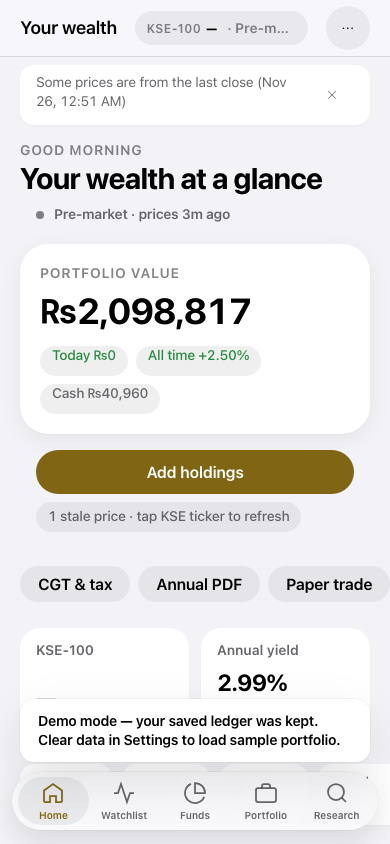 Your wealth
KSE-100 — · Pre-m...
...
Some prices are from the last close (Nov
26, 12:51 AM)
GOOD MORNING
Your wealth at a glance
Pre-market · prices 3m ago
PORTFOLIO VALUE
₨2,098,817
Today ₨0
All time +2.50%
Cash ₨40,960
Add holdings
1 stale price · tap KSE ticker to refresh
CGT & tax
Annual PDF
Paper trade
KSE-100
Annual yield
2.99%
Demo mode — your saved ledger was kept.
Clear data in Settings to load sample portfolio.
Home
Watchlist
Funds
Portfolio
Research